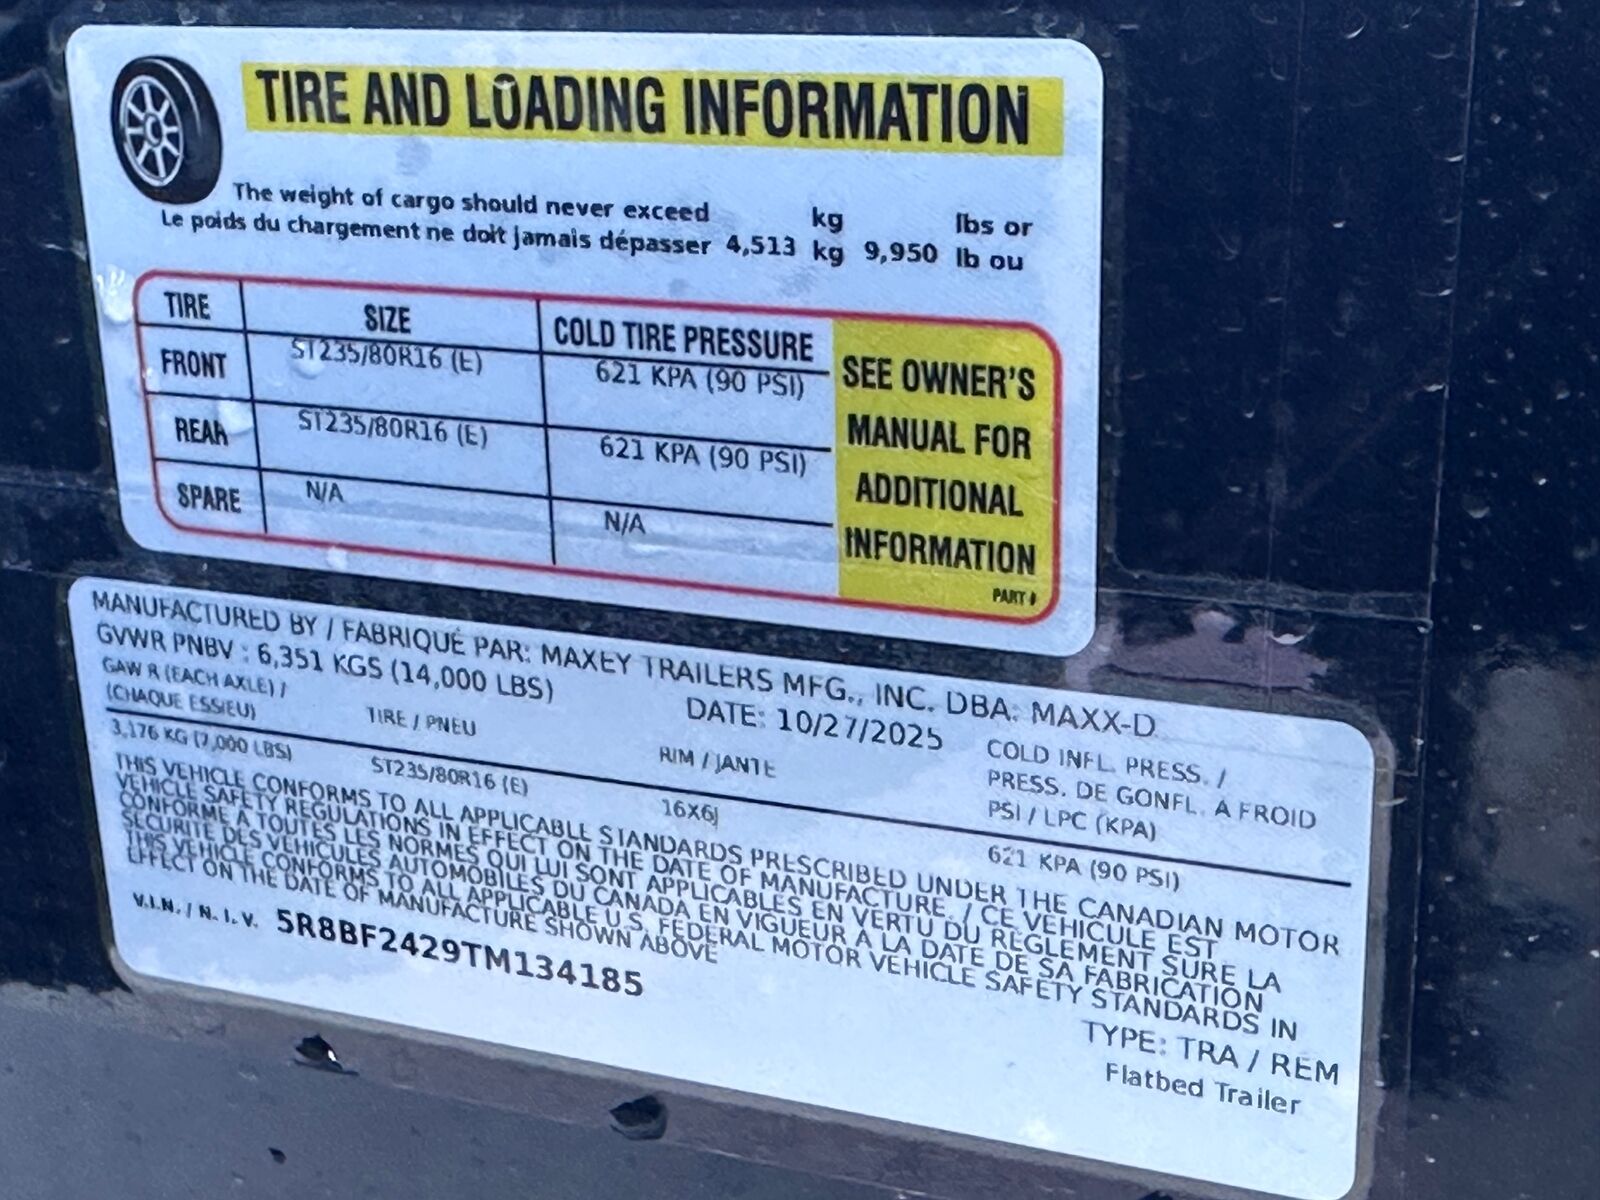 TIRE AND LOADING INFORMATION
The weight of cargo should never exceed kg lbs or
Le poids du chargement ne doit jamais dépasser 4,513 kg 9,950 lb ou
TIRE SIZE COLD TIRE PRESSURE
FRONT ST235/80R16 (E) 621 KPA (90 PSI)
REAR ST235/80R16 (E) 621 KPA (90 PSI)
SPARE N/A N/A
SEE OWNER'S
MANUAL FOR
ADDITIONAL
INFORMATION
PART #
MANUFACTURED BY / FABRIQUÉ PAR: MAXEY TRAILERS MFG., INC. DBA: MAXX-D
GVWR PNBV : 6,351 KGS (14,000 LBS) DATE: 10/27/2025
GAWR (EACH AXLE) / TIRE / PNEU RIM / JANTE COLD INFL. PRESS. /
(CHAQUE ESSIEU) PRESS. DE GONFL. A FROID
PSI / LPC (KPA)
3,176 KG (7,000 LBS) ST235/80R16 (E) 16X6J 621 KPA (90 PSI)
THIS VEHICLE CONFORMS TO ALL APPLICABLE STANDARDS PRESCRIBED UNDER THE CANADIAN MOTOR
VEHICLE SAFETY REGULATIONS IN EFFECT ON THE DATE OF MANUFACTURE. / CE VEHICULE EST
CONFORME A TOUTES LES NORMES QUI LUI SONT APPLICABLES EN VERTU DU REGLEMENT SURE LA
SECURITE DES VEHICULES AUTOMOBILES DU CANADA EN VIGUEUR A LA DATE DE SA FABRICATION
THIS VEHICLE CONFORMS TO ALL APPLICABLE U.S. FEDERAL MOTOR VEHICLE SAFETY STANDARDS IN
EFFECT ON THE DATE OF MANUFACTURE SHOWN ABOVE
V.I.N. / N.I.V. 5R8BF2429TM134185
TYPE: TRA / REM
Flatbed Trailer